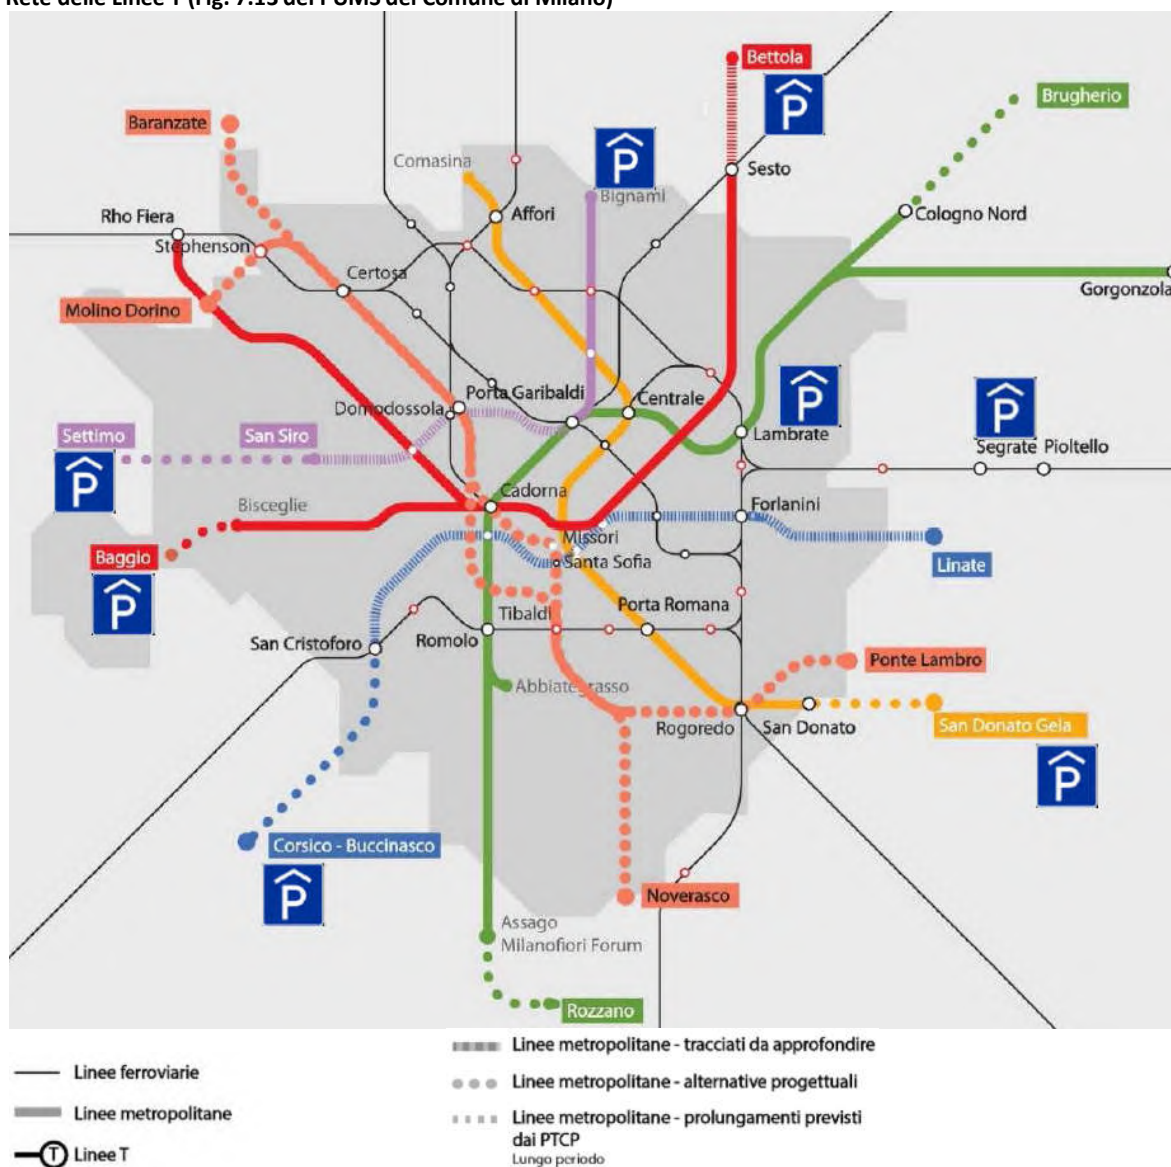 Rete delle Linee T (Fig. 7.13 del PUMS del Comune di Milano)
Bettola
P
Brugherio
Baranzate
P
Comasina
Bignami
Sesto
Rho Fiera
Affori
Cologno Nord
Stephenson
Certosa
Gorgonzola
Molino Dorino
Porta Garibaldi
Centrale
P
P
Domodossola
Settimo
San Siro
Lambrate
Segrate Pioltello
P
Cadorna
Bisceglie
Forlanini
Missori
Baggio
Santa Sofia
Linate
P
Tibaldi
Porta Romana
San Cristoforo
Romolo
Ponte Lambro
Abbiategrasso
Rogoredo
San Donato
San Donato Gela
P
Corsico - Buccinasco
P
Noverasco
Assago
Milanofiori Forum
Rozzano
Linee ferroviarie
Linee metropolitane
T Linee T
Linee metropolitane - tracciati da approfondire
Linee metropolitane - alternative progettuali
Linee metropolitane - prolungamenti previsti
dai PTCP
Lungo periodo